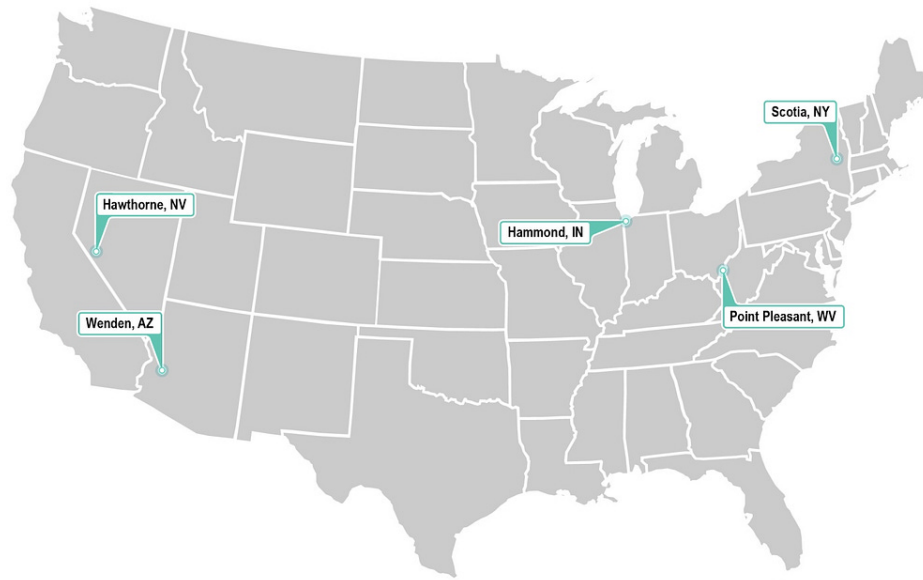 Scotia, NY
Hawthorne, NV
Hammond, IN
Wenden, AZ
Point Pleasant, WV